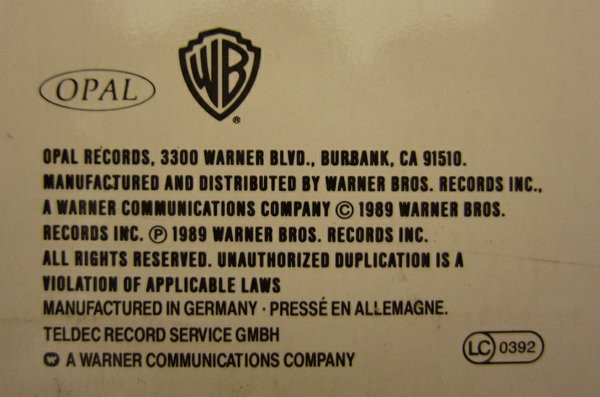 OPAL
WB
®
OPAL RECORDS, 3300 WARNER BLVD., BURBANK, CA 91510.
MANUFACTURED AND DISTRIBUTED BY WARNER BROS. RECORDS INC.,
A WARNER COMMUNICATIONS COMPANY © 1989 WARNER BROS.
RECORDS INC. ℗ 1989 WARNER BROS. RECORDS INC.
ALL RIGHTS RESERVED. UNAUTHORIZED DUPLICATION IS A
VIOLATION OF APPLICABLE LAWS
MANUFACTURED IN GERMANY · PRESSÉ EN ALLEMAGNE.
TELDEC RECORD SERVICE GMBH
A WARNER COMMUNICATIONS COMPANY
LC 0392